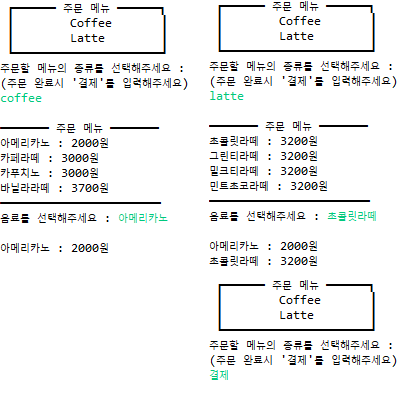 주문 메뉴
Coffee
Latte
주문할 메뉴의 종류를 선택해주세요 :
(주문 완료시 '결제'를 입력해주세요)
coffee
주문 메뉴
아메리카노 : 2000원
카페라떼 : 3000원
카푸치노 : 3000원
바닐라라떼 : 3700원
음료를 선택해주세요 : 아메리카노
아메리카노 : 2000원
주문 메뉴
Coffee
Latte
주문할 메뉴의 종류를 선택해주세요 :
(주문 완료시 '결제'를 입력해주세요)
latte
주문 메뉴
초콜릿라떼 : 3200원
그린티라떼 : 3200원
밀크티라떼 : 3200원
민트초코라떼 : 3200원
음료를 선택해주세요 : 초콜릿라떼
아메리카노 : 2000원
초콜릿라떼 : 3200원
주문 메뉴
Coffee
Latte
주문할 메뉴의 종류를 선택해주세요 :
(주문 완료시 '결제'를 입력해주세요)
결제